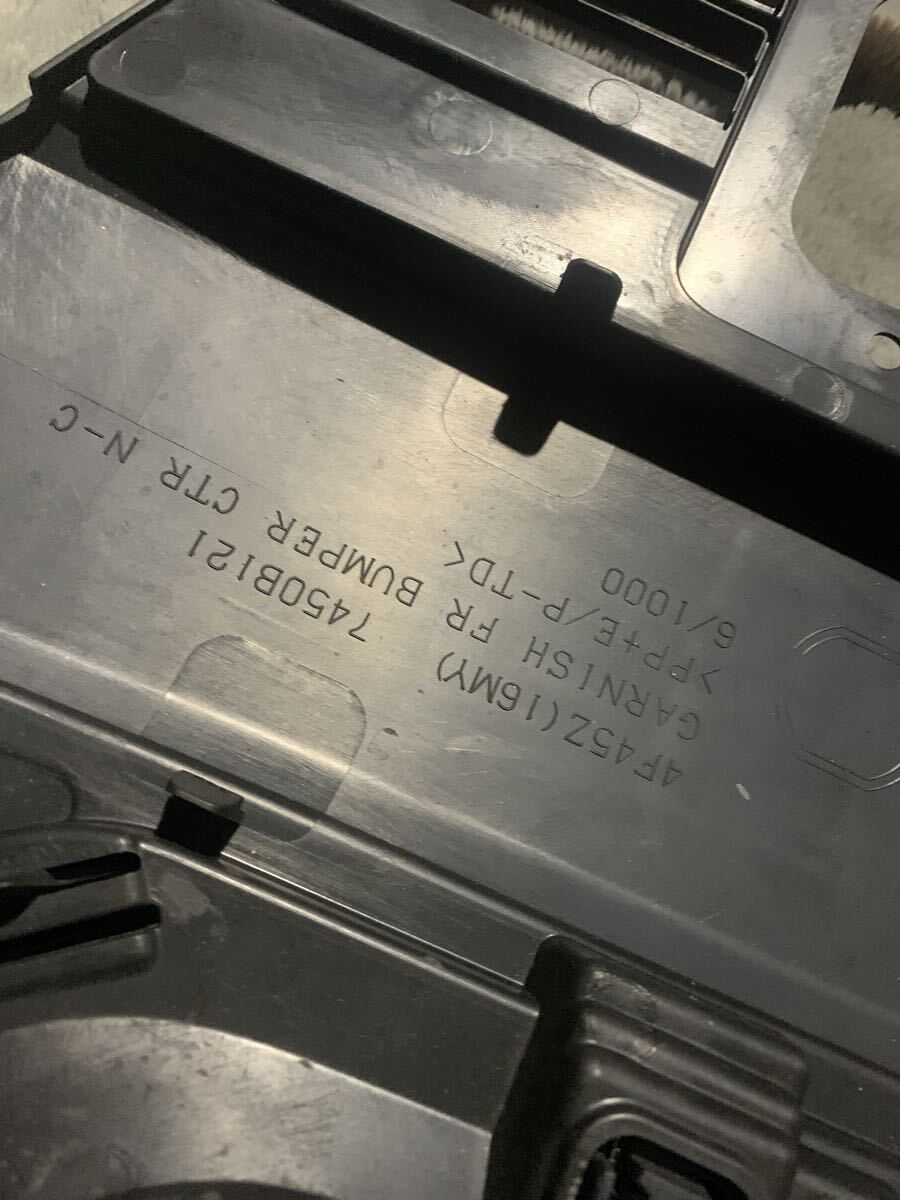 4F45Z(16MY) 7450B121
GARNISH FR BUMPER CTR N-C
>PP+E/P-TD<
6/1000